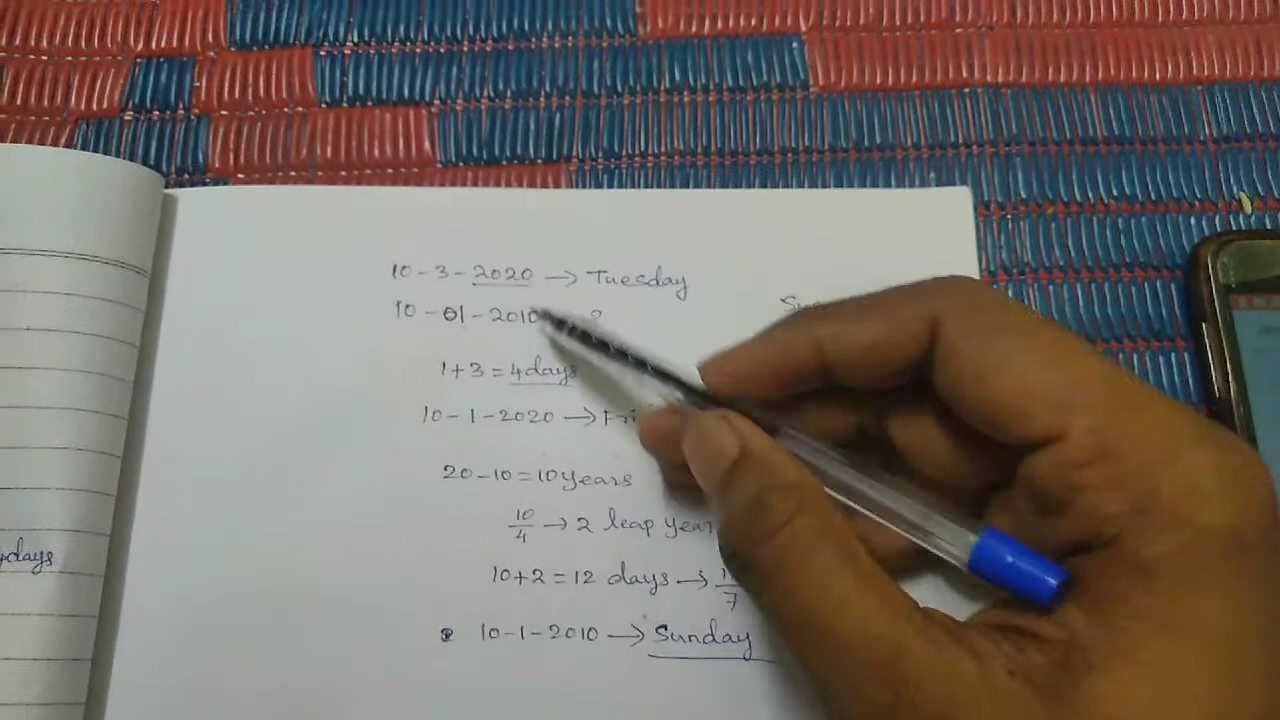 10-3-2020 → Tuesday
10-01-2010 ?
1+3=4days
10-1-2020 →
20-10=10years
10/4 → 2 leap year
10+2=12 days →
7
10-1-2010 → Sunday
days